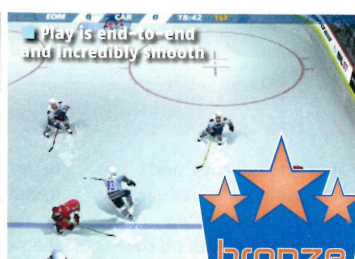 EDM 0 CAR 0 18:42 1ST
Play is end-to-end
and incredibly smooth
bronze